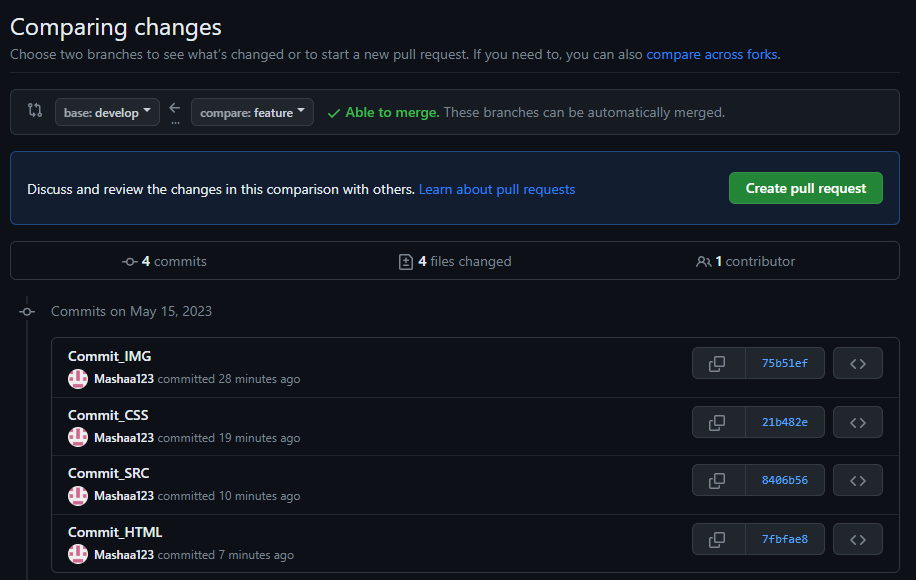 Comparing changes
Choose two branches to see what's changed or to start a new pull request. If you need to, you can also compare across forks.
base: develop ... compare: feature Able to merge. These branches can be automatically merged.
Discuss and review the changes in this comparison with others. Learn about pull requests Create pull request
4 commits 4 files changed 1 contributor
Commits on May 15, 2023
Commit_IMG
75b51ef
Mashaa123 committed 28 minutes ago
Commit_CSS
21b482e
Mashaa123 committed 19 minutes ago
Commit_SRC
8406b56
Mashaa123 committed 10 minutes ago
Commit_HTML
7fbfae8
Mashaa123 committed 7 minutes ago